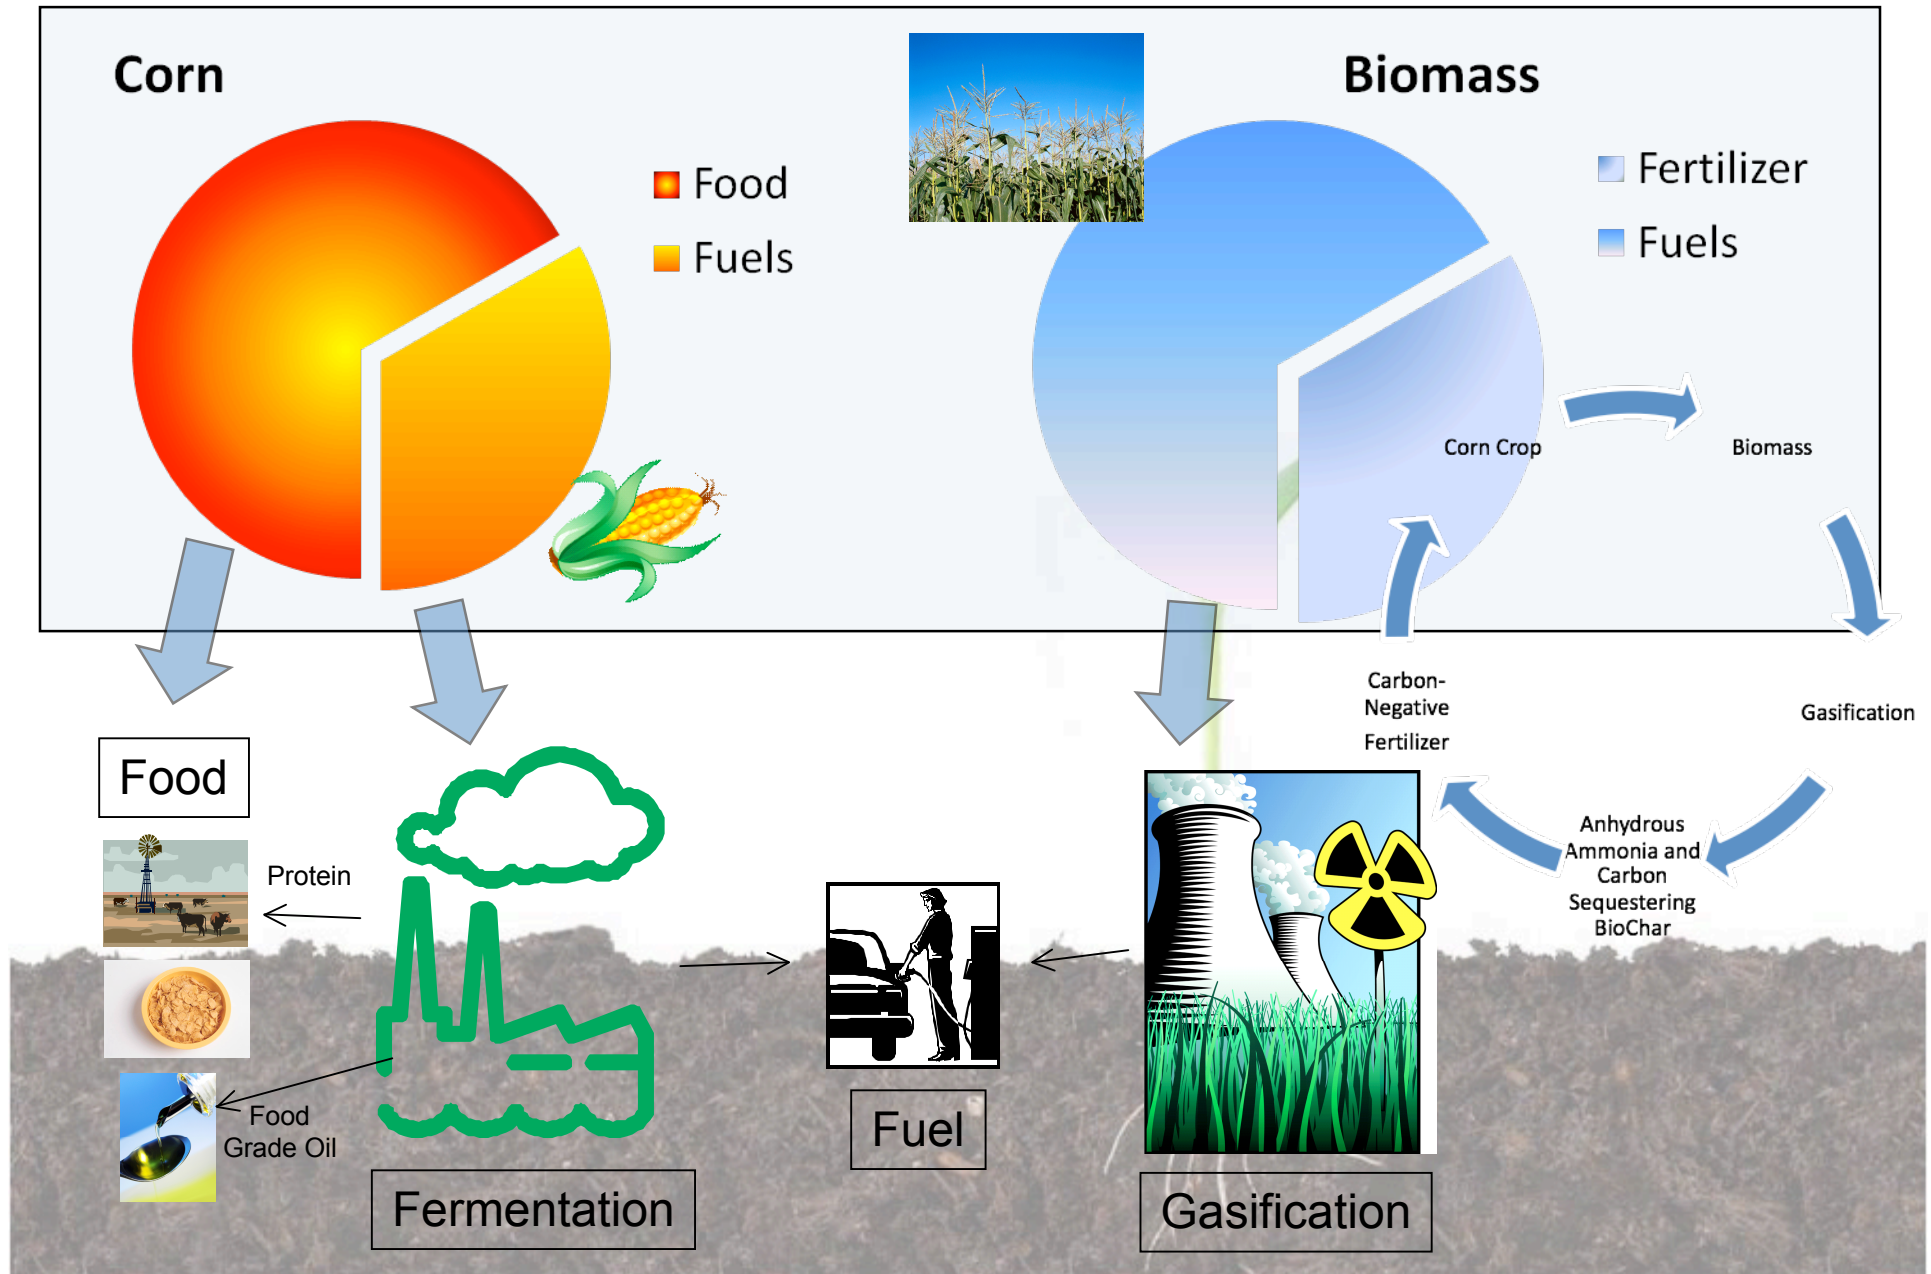 Corn
Food
Fuels
Biomass
Fertilizer
Fuels
Corn Crop
Biomass
Gasification
Anhydrous
Ammonia and
Carbon
Sequestering
BioChar
Carbon-
Negative
Fertilizer
Food
Protein
Food
Grade Oil
Fermentation
Fuel
Gasification